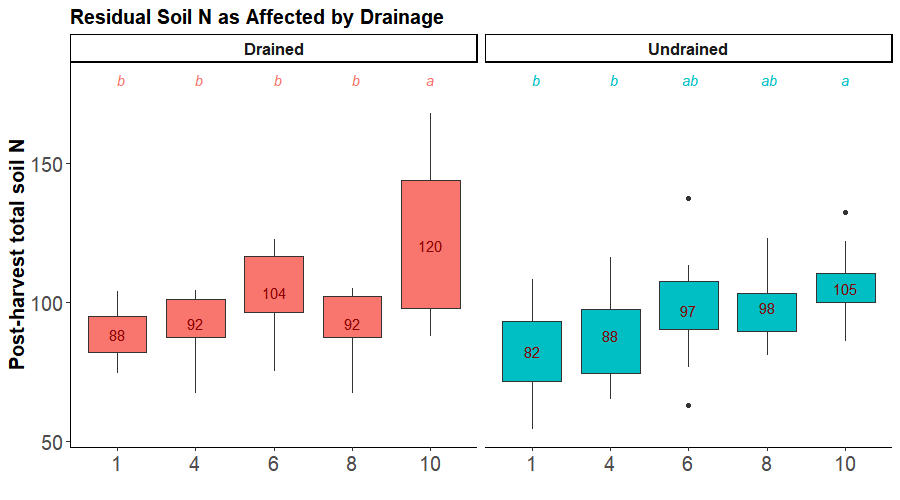 Residual Soil N as Affected by Drainage
Drained
Undrained
b b b b a
b b ab ab a
Post-harvest total soil N
150
100
50
88 92 104 92 120
82 88 97 98 105
1 4 6 8 10
1 4 6 8 10